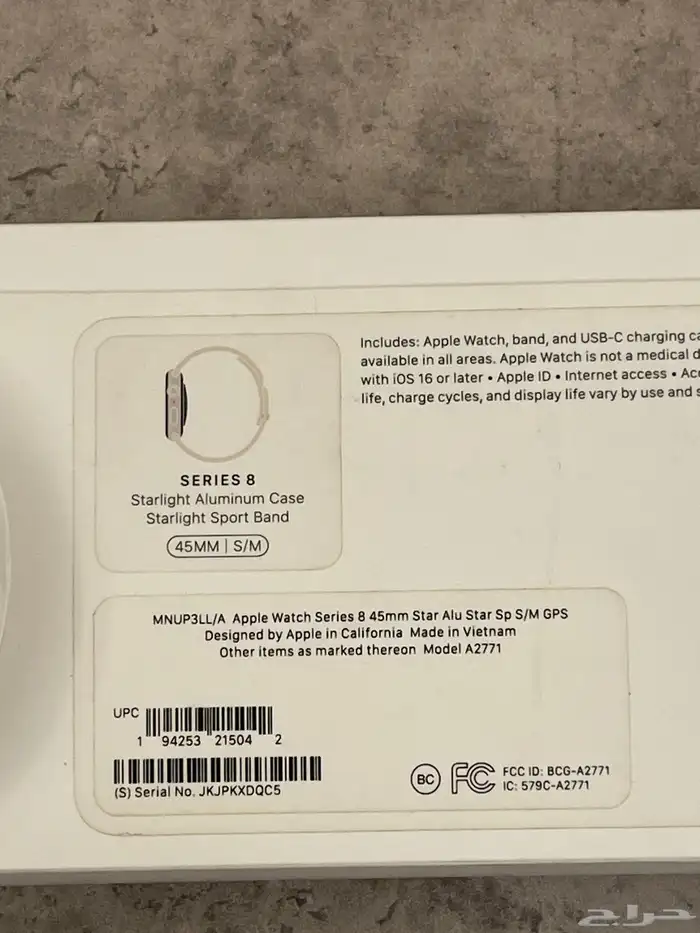 Includes: Apple Watch, band, and USB-C charging ca
available in all areas. Apple Watch is not a medical d
with iOS 16 or later • Apple ID • Internet access • Ac
life, charge cycles, and display life vary by use and s
SERIES 8
Starlight Aluminum Case
Starlight Sport Band
45MM | S/M
MNUP3LL/A Apple Watch Series 8 45mm Star Alu Star Sp S/M GPS
Designed by Apple in California Made in Vietnam
Other items as marked thereon Model A2771
UPC
1 94253 21504 2
(S) Serial No. JKJPKXDQC5
BC
FC
FCC ID: BCG-A2771
IC: 579C-A2771
حراج